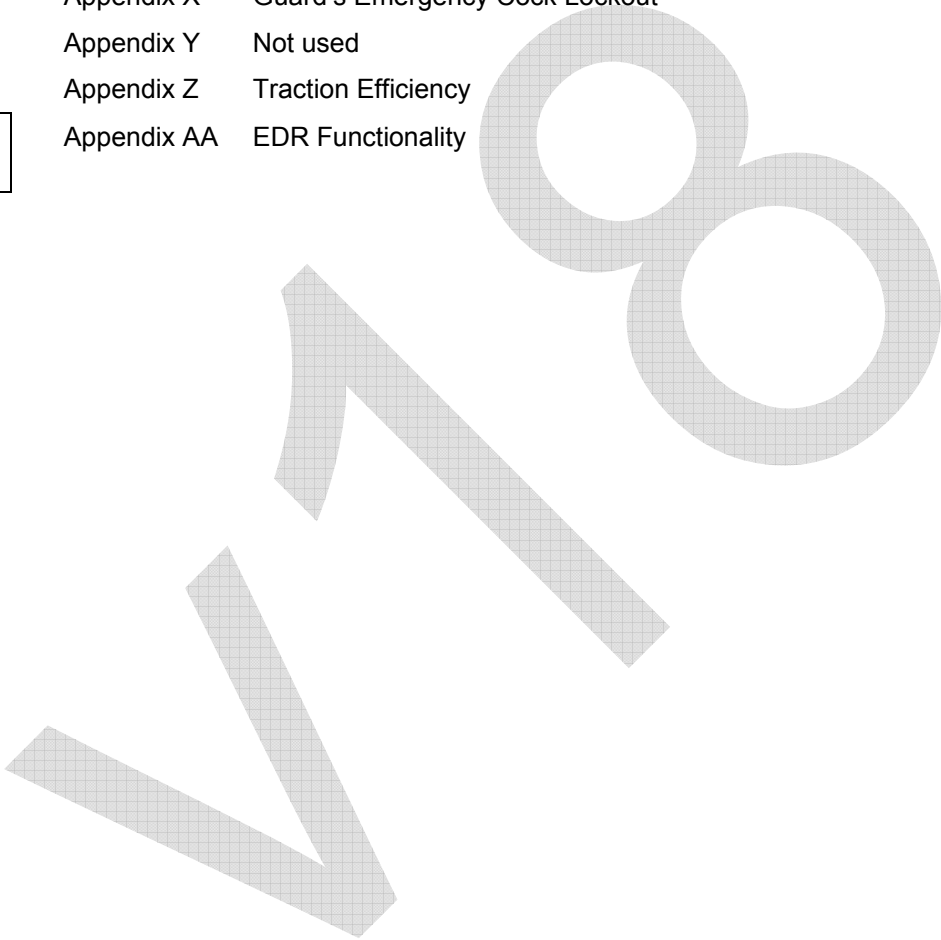 Appendix X Guard's Emergency Cock Lockout
Appendix Y Not used
Appendix Z Traction Efficiency
Appendix AA EDR Functionality
V18